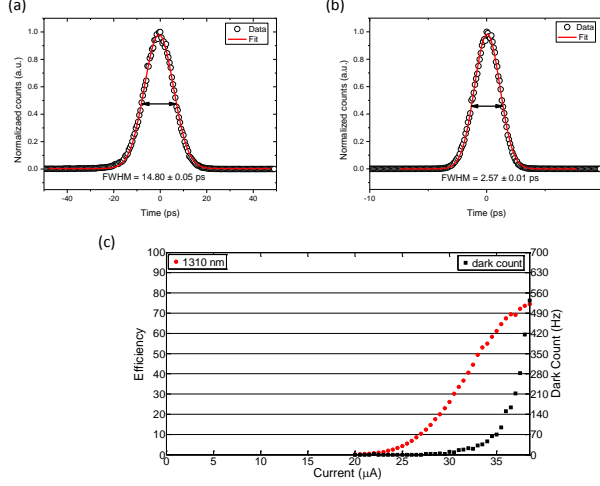 (a)
Normalizaed counts (a.u.)
1.0
0.8
0.6
0.4
0.2
0.0
Data
Fit
FWHM = 14.80 ± 0.05 ps
-40
-20
0
20
40
Time (ps)
(b)
Normalized counts (a.u.)
1.0
0.8
0.6
0.4
0.2
0.0
Data
Fit
FWHM = 2.57 ± 0.01 ps
-10
0
10
Time (ps)
(c)
Efficiency
100
90
80
70
60
50
40
30
20
10
0
1310 nm
dark count
700
630
560
490
420
350
280
210
140
70
0
Dark Count (Hz)
0
5
10
15
20
25
30
35
Current (μA)